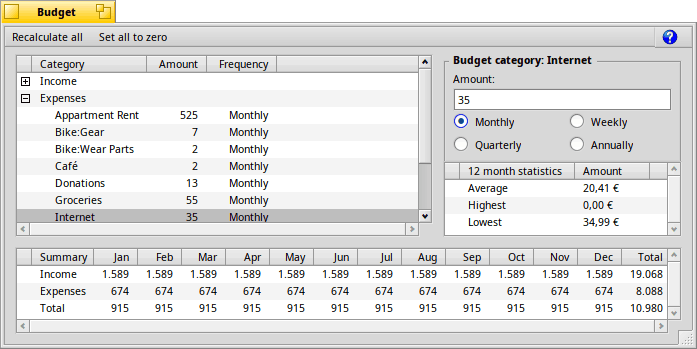 Budget
Recalculate all Set all to zero ?
Category Amount Frequency
Income
Expenses
Appartment Rent 525 Monthly
Bike:Gear 7 Monthly
Bike:Wear Parts 2 Monthly
Café 2 Monthly
Donations 13 Monthly
Groceries 55 Monthly
Internet 35 Monthly
Budget category: Internet
Amount:
35
Monthly Weekly
Quarterly Annually
12 month statistics Amount
Average 20,41 €
Highest 0,00 €
Lowest 34,99 €
Summary Jan Feb Mar Apr May Jun Jul Aug Sep Oct Nov Dec Total
Income 1.589 1.589 1.589 1.589 1.589 1.589 1.589 1.589 1.589 1.589 1.589 1.589 19.068
Expenses 674 674 674 674 674 674 674 674 674 674 674 674 8.088
Total 915 915 915 915 915 915 915 915 915 915 915 915 10.980